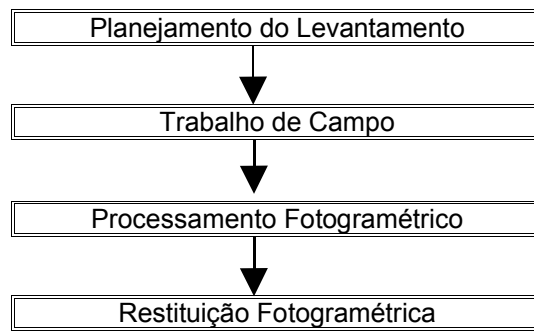 Planejamento do Levantamento
Trabalho de Campo
Processamento Fotogramétrico
Restituição Fotogramétrica